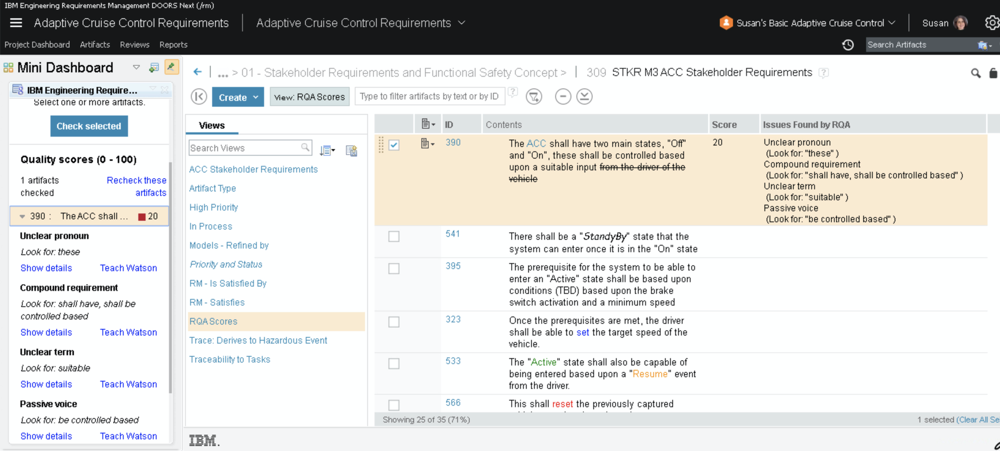 IBM Engineering Requirements Management DOORS Next (/rm)
Adaptive Cruise Control Requirements
Adaptive Cruise Control Requirements
Susan's Basic Adaptive Cruise Control
Susan
Project Dashboard Artifacts Reviews Reports
Search Artifacts
Mini Dashboard
IBM Engineering Require...
Select one or more artifacts.
Check selected
Quality scores (0 - 100)
1 artifacts checked
Recheck these artifacts
390 : The ACC shall ... 20
Unclear pronoun
Look for: these
Show details Teach Watson
Compound requirement
Look for: shall have, shall be
controlled based
Show details Teach Watson
Unclear term
Look for: suitable
Show details Teach Watson
Passive voice
Look for: be controlled based
Show details Teach Watson
... > 01 - Stakeholder Requirements and Functional Safety Concept > 309 STKR M3 ACC Stakeholder Requirements ?
Create
View: RQA Scores
Type to filter artifacts by text or by ID
?
Views
Search Views
ACC Stakeholder Requirements
Artifact Type
High Priority
In Process
Models - Refined by
Priority and Status
RM - Is Satisfied By
RM - Satisfies
RQA Scores
Trace: Derives to Hazardous Event
Traceability to Tasks
ID Contents Score Issues Found by RQA
390
The ACC shall have two main states, "Off"
and "On", these shall be controlled based
upon a suitable input from the driver of the
vehicle
20
Unclear pronoun
(Look for: "these" )
Compound requirement
(Look for: "shall have, shall be controlled based" )
Unclear term
(Look for: "suitable" )
Passive voice
(Look for: "be controlled based" )
541
There shall be a "StandyBy" state that the
system can enter once it is in the "On" state
395
The prerequisite for the system to be able to
enter an "Active" state shall be based upon
conditions (TBD) based upon the brake
switch activation and a minimum speed
323
Once the prerequisites are met, the driver
shall be able to set the target speed of the
vehicle.
533
The "Active" state shall also be capable of
being entered based upon a "Resume" event
from the driver.
566
This shall reset the previously captured
Showing 25 of 35 (71%)
1 selected (Clear All Se
IBM.